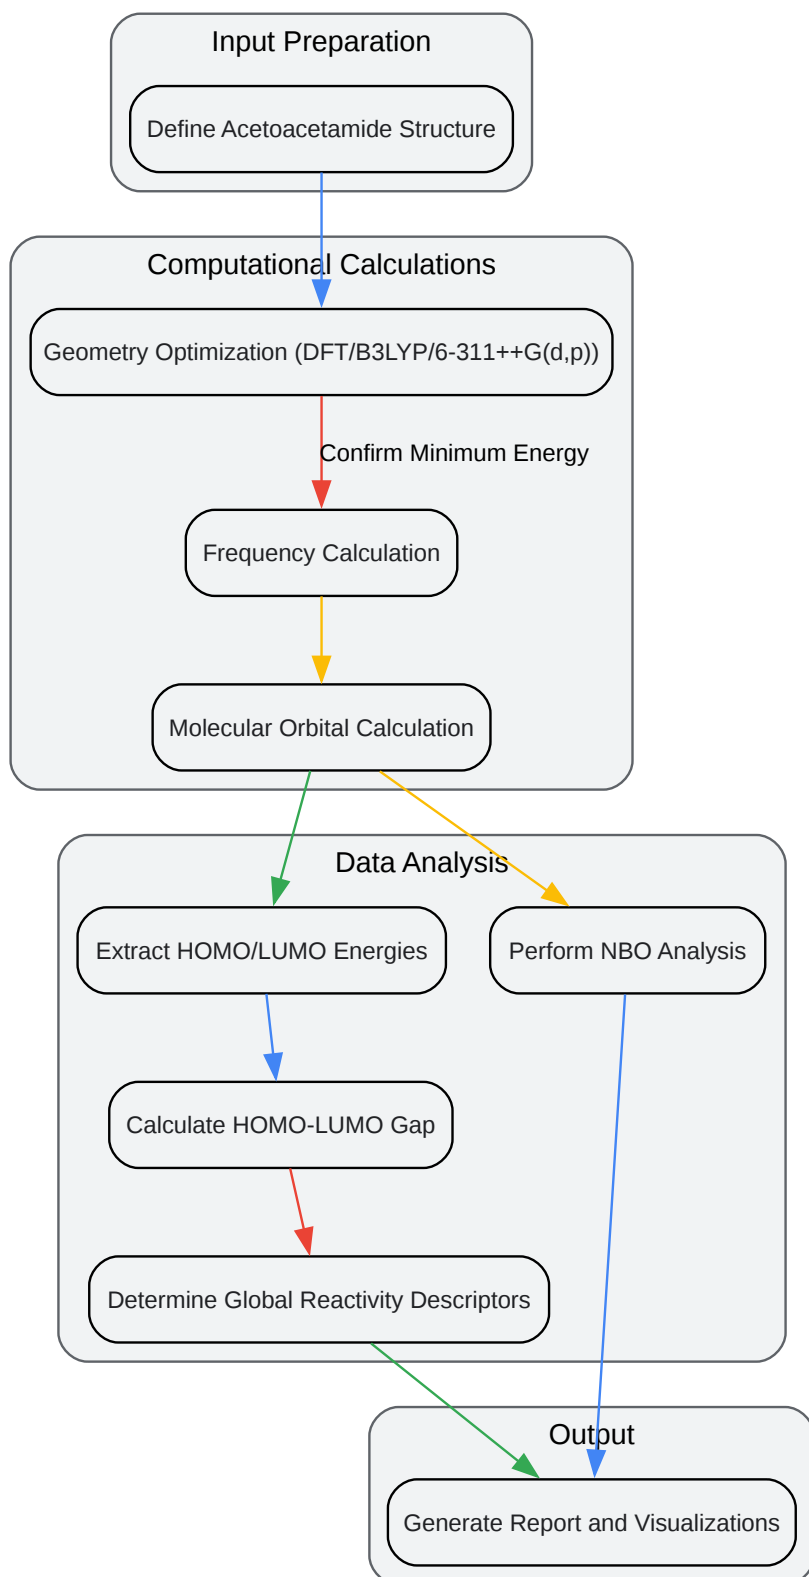 Input Preparation
Define Acetoacetamide Structure
Computational Calculations
Geometry Optimization (DFT/B3LYP/6-311++G(d,p))
Confirm Minimum Energy
Frequency Calculation
Molecular Orbital Calculation
Data Analysis
Extract HOMO/LUMO Energies
Perform NBO Analysis
Calculate HOMO-LUMO Gap
Determine Global Reactivity Descriptors
Output
Generate Report and Visualizations